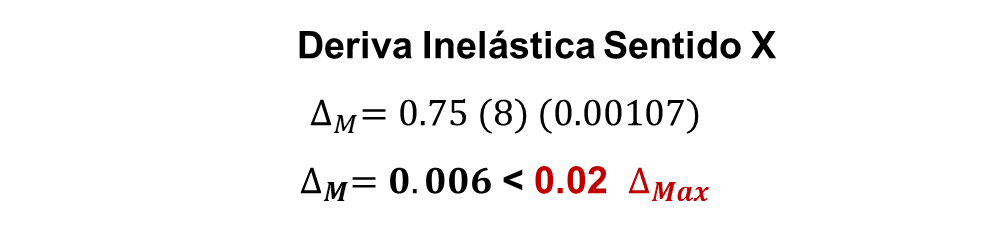 Deriva Inelástica Sentido X
Δ_M= 0.75 (8) (0.00107)
Δ_M= 0.006 < 0.02 Δ_Max